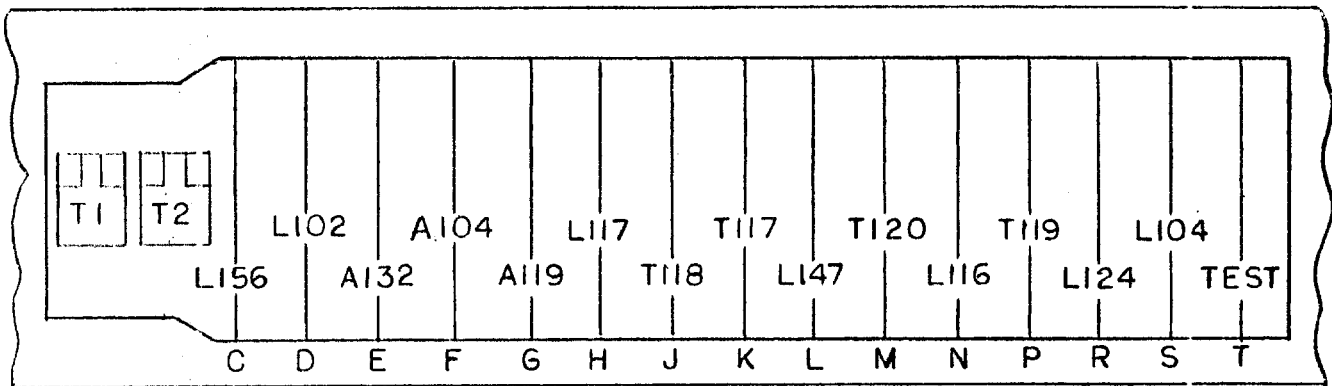 T1 T2 L102 A104 L117 T117 T120 T119 L104
L156 A132 A119 T118 L147 L116 L124 TEST
C D E F G H J K L M N P R S T